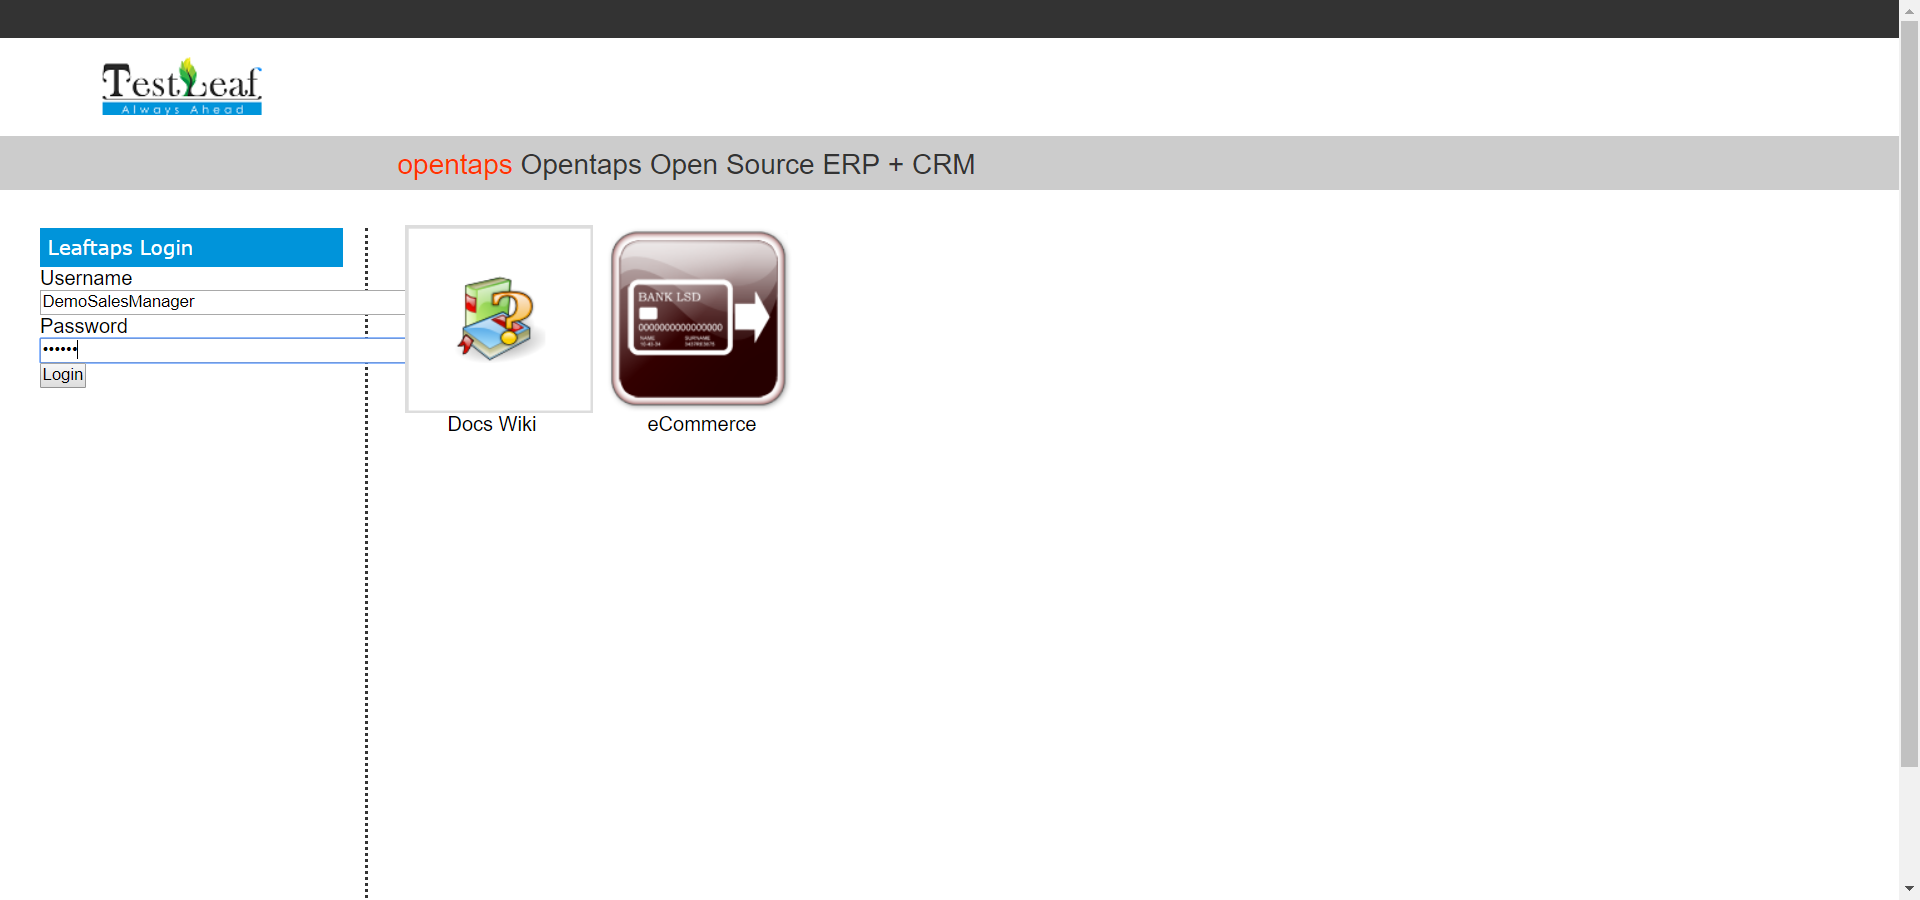 TestLeaf
Always Ahead
opentaps Opentaps Open Source ERP + CRM
Leaftaps Login
Username
DemoSalesManager
Password
••••••
Login
BANK LSD
0000000000000000
NAME SURNAME
Docs Wiki
eCommerce